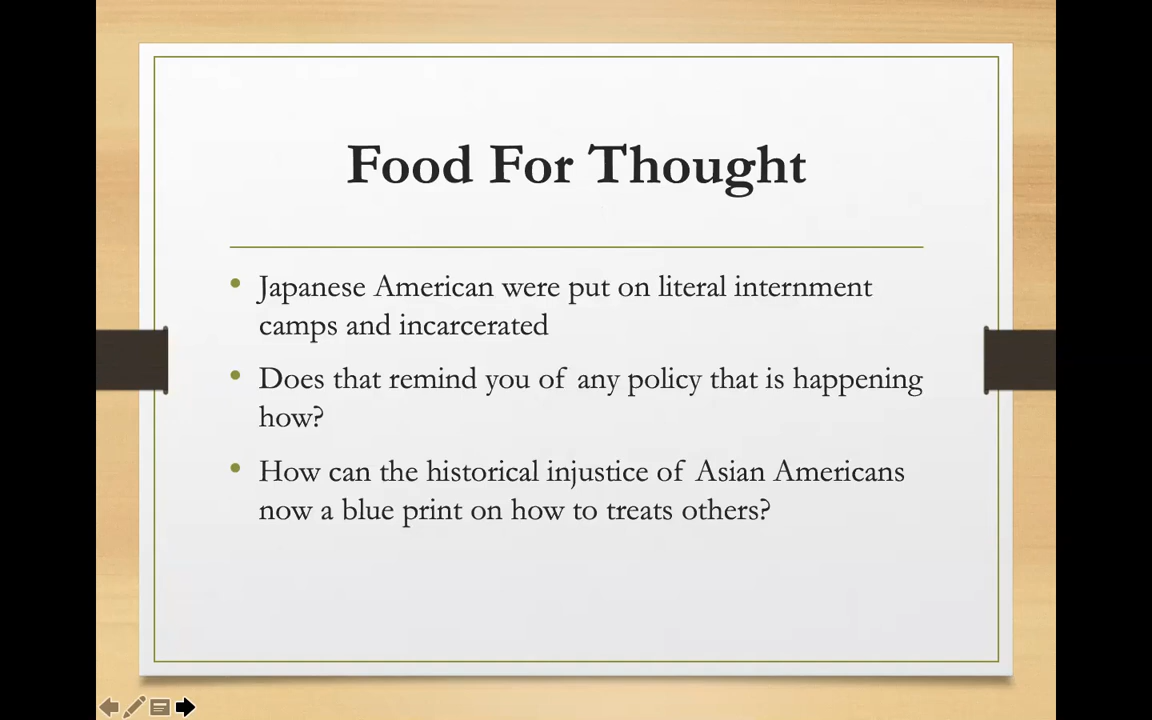 Food For Thought
• Japanese American were put on literal internment
camps and incarcerated
• Does that remind you of any policy that is happening
how?
• How can the historical injustice of Asian Americans
now a blue print on how to treats others?